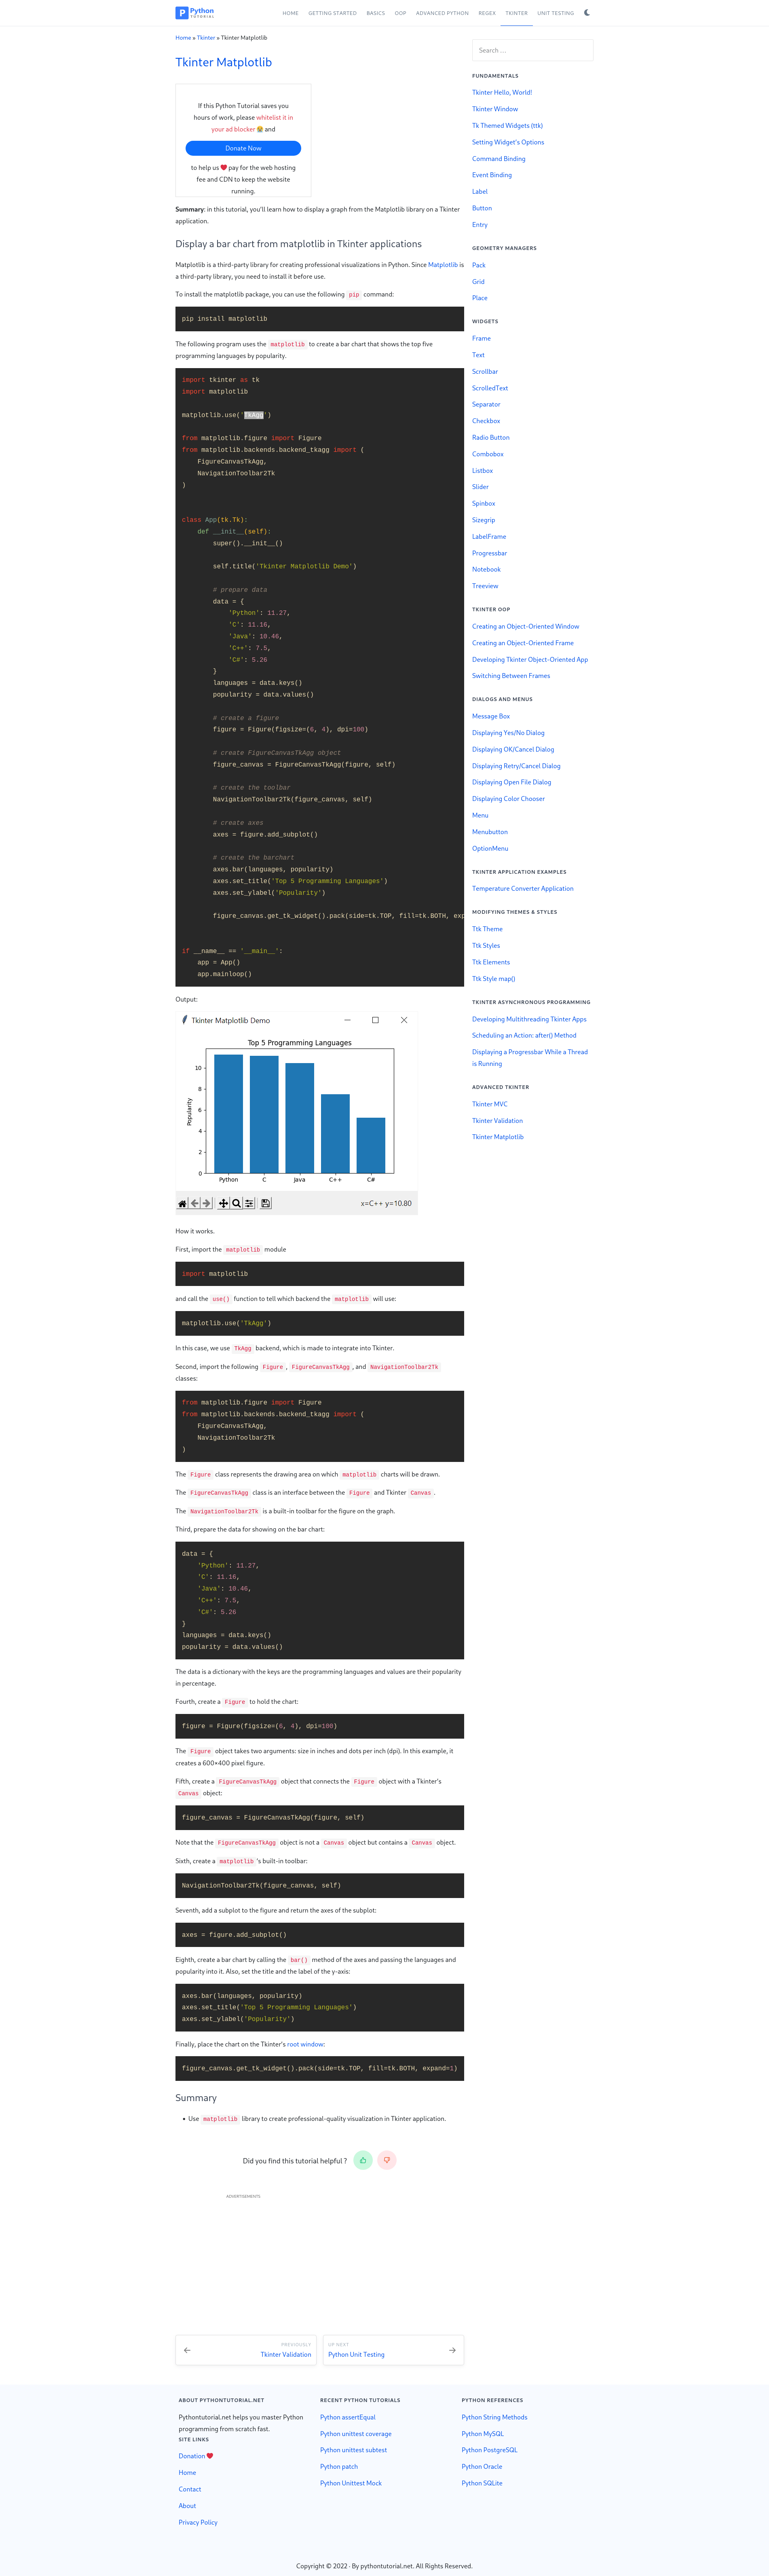 Python
TUTORIAL
HOME
GETTING STARTED
BASICS
OOP
ADVANCED PYTHON
REGEX
TKINTER
UNIT TESTING
Home » Tkinter » Tkinter Matplotlib
Tkinter Matplotlib
If this Python Tutorial saves you
hours of work, please whitelist it in
your ad blocker 😭 and
Donate Now
to help us ❤️ pay for the web hosting
fee and CDN to keep the website
running.
Summary: in this tutorial, you'll learn how to display a graph from the Matplotlib library on a Tkinter
application.
Display a bar chart from matplotlib in Tkinter applications
Matplotlib is a third-party library for creating professional visualizations in Python. Since Matplotlib is
a third-party library, you need to install it before use.
To install the matplotlib package, you can use the following pip command:
pip install matplotlib
The following program uses the matplotlib to create a bar chart that shows the top five
programming languages by popularity.
import tkinter as tk
import matplotlib
matplotlib.use('TkAgg')
from matplotlib.figure import Figure
from matplotlib.backends.backend_tkagg import (
    FigureCanvasTkAgg,
    NavigationToolbar2Tk
)
class App(tk.Tk):
    def __init__(self):
        super().__init__()
        self.title('Tkinter Matplotlib Demo')
        # prepare data
        data = {
            'Python': 11.27,
            'C': 11.16,
            'Java': 10.46,
            'C++': 7.5,
            'C#': 5.26
        }
        languages = data.keys()
        popularity = data.values()
        # create a figure
        figure = Figure(figsize=(6, 4), dpi=100)
        # create FigureCanvasTkAgg object
        figure_canvas = FigureCanvasTkAgg(figure, self)
        # create the toolbar
        NavigationToolbar2Tk(figure_canvas, self)
        # create axes
        axes = figure.add_subplot()
        # create the barchart
        axes.bar(languages, popularity)
        axes.set_title('Top 5 Programming Languages')
        axes.set_ylabel('Popularity')
        figure_canvas.get_tk_widget().pack(side=tk.TOP, fill=tk.BOTH, exp
if __name__ == '__main__':
    app = App()
    app.mainloop()
Output:
Tkinter Matplotlib Demo
Top 5 Programming Languages
Popularity
10
8
6
4
2
0
Python
C
Java
C++
C#
x=C++ y=10.80
How it works.
First, import the matplotlib module
import matplotlib
and call the use() function to tell which backend the matplotlib will use:
matplotlib.use('TkAgg')
In this case, we use TkAgg backend, which is made to integrate into Tkinter.
Second, import the following Figure, FigureCanvasTkAgg, and NavigationToolbar2Tk
classes:
from matplotlib.figure import Figure
from matplotlib.backends.backend_tkagg import (
    FigureCanvasTkAgg,
    NavigationToolbar2Tk
)
The Figure class represents the drawing area on which matplotlib charts will be drawn.
The FigureCanvasTkAgg class is an interface between the Figure and Tkinter Canvas.
The NavigationToolbar2Tk is a built-in toolbar for the figure on the graph.
Third, prepare the data for showing on the bar chart:
data = {
    'Python': 11.27,
    'C': 11.16,
    'Java': 10.46,
    'C++': 7.5,
    'C#': 5.26
}
languages = data.keys()
popularity = data.values()
The data is a dictionary with the keys are the programming languages and values are their popularity
in percentage.
Fourth, create a Figure to hold the chart:
figure = Figure(figsize=(6, 4), dpi=100)
The Figure object takes two arguments: size in inches and dots per inch (dpi). In this example, it
creates a 600×400 pixel figure.
Fifth, create a FigureCanvasTkAgg object that connects the Figure object with a Tkinter's
Canvas object:
figure_canvas = FigureCanvasTkAgg(figure, self)
Note that the FigureCanvasTkAgg object is not a Canvas object but contains a Canvas object.
Sixth, create a matplotlib's built-in toolbar:
NavigationToolbar2Tk(figure_canvas, self)
Seventh, add a subplot to the figure and return the axes of the subplot:
axes = figure.add_subplot()
Eighth, create a bar chart by calling the bar() method of the axes and passing the languages and
popularity into it. Also, set the title and the label of the y-axis:
axes.bar(languages, popularity)
axes.set_title('Top 5 Programming Languages')
axes.set_ylabel('Popularity')
Finally, place the chart on the Tkinter's root window:
figure_canvas.get_tk_widget().pack(side=tk.TOP, fill=tk.BOTH, expand=1)
Summary
• Use matplotlib library to create professional-quality visualization in Tkinter application.
Did you find this tutorial helpful ?
ADVERTISEMENTS
PREVIOUSLY
Tkinter Validation
UP NEXT
Python Unit Testing
Search …
FUNDAMENTALS
Tkinter Hello, World!
Tkinter Window
Tk Themed Widgets (ttk)
Setting Widget's Options
Command Binding
Event Binding
Label
Button
Entry
GEOMETRY MANAGERS
Pack
Grid
Place
WIDGETS
Frame
Text
Scrollbar
ScrolledText
Separator
Checkbox
Radio Button
Combobox
Listbox
Slider
Spinbox
Sizegrip
LabelFrame
Progressbar
Notebook
Treeview
TKINTER OOP
Creating an Object-Oriented Window
Creating an Object-Oriented Frame
Developing Tkinter Object-Oriented App
Switching Between Frames
DIALOGS AND MENUS
Message Box
Displaying Yes/No Dialog
Displaying OK/Cancel Dialog
Displaying Retry/Cancel Dialog
Displaying Open File Dialog
Displaying Color Chooser
Menu
Menubutton
OptionMenu
TKINTER APPLICATION EXAMPLES
Temperature Converter Application
MODIFYING THEMES & STYLES
Ttk Theme
Ttk Styles
Ttk Elements
Ttk Style map()
TKINTER ASYNCHRONOUS PROGRAMMING
Developing Multithreading Tkinter Apps
Scheduling an Action: after() Method
Displaying a Progressbar While a Thread
is Running
ADVANCED TKINTER
Tkinter MVC
Tkinter Validation
Tkinter Matplotlib
ABOUT PYTHONTUTORIAL.NET
Pythontutorial.net helps you master Python
programming from scratch fast.
SITE LINKS
Donation ❤️
Home
Contact
About
Privacy Policy
RECENT PYTHON TUTORIALS
Python assertEqual
Python unittest coverage
Python unittest subtest
Python patch
Python Unittest Mock
PYTHON REFERENCES
Python String Methods
Python MySQL
Python PostgreSQL
Python Oracle
Python SQLite
Copyright © 2022 · By pythontutorial.net. All Rights Reserved.